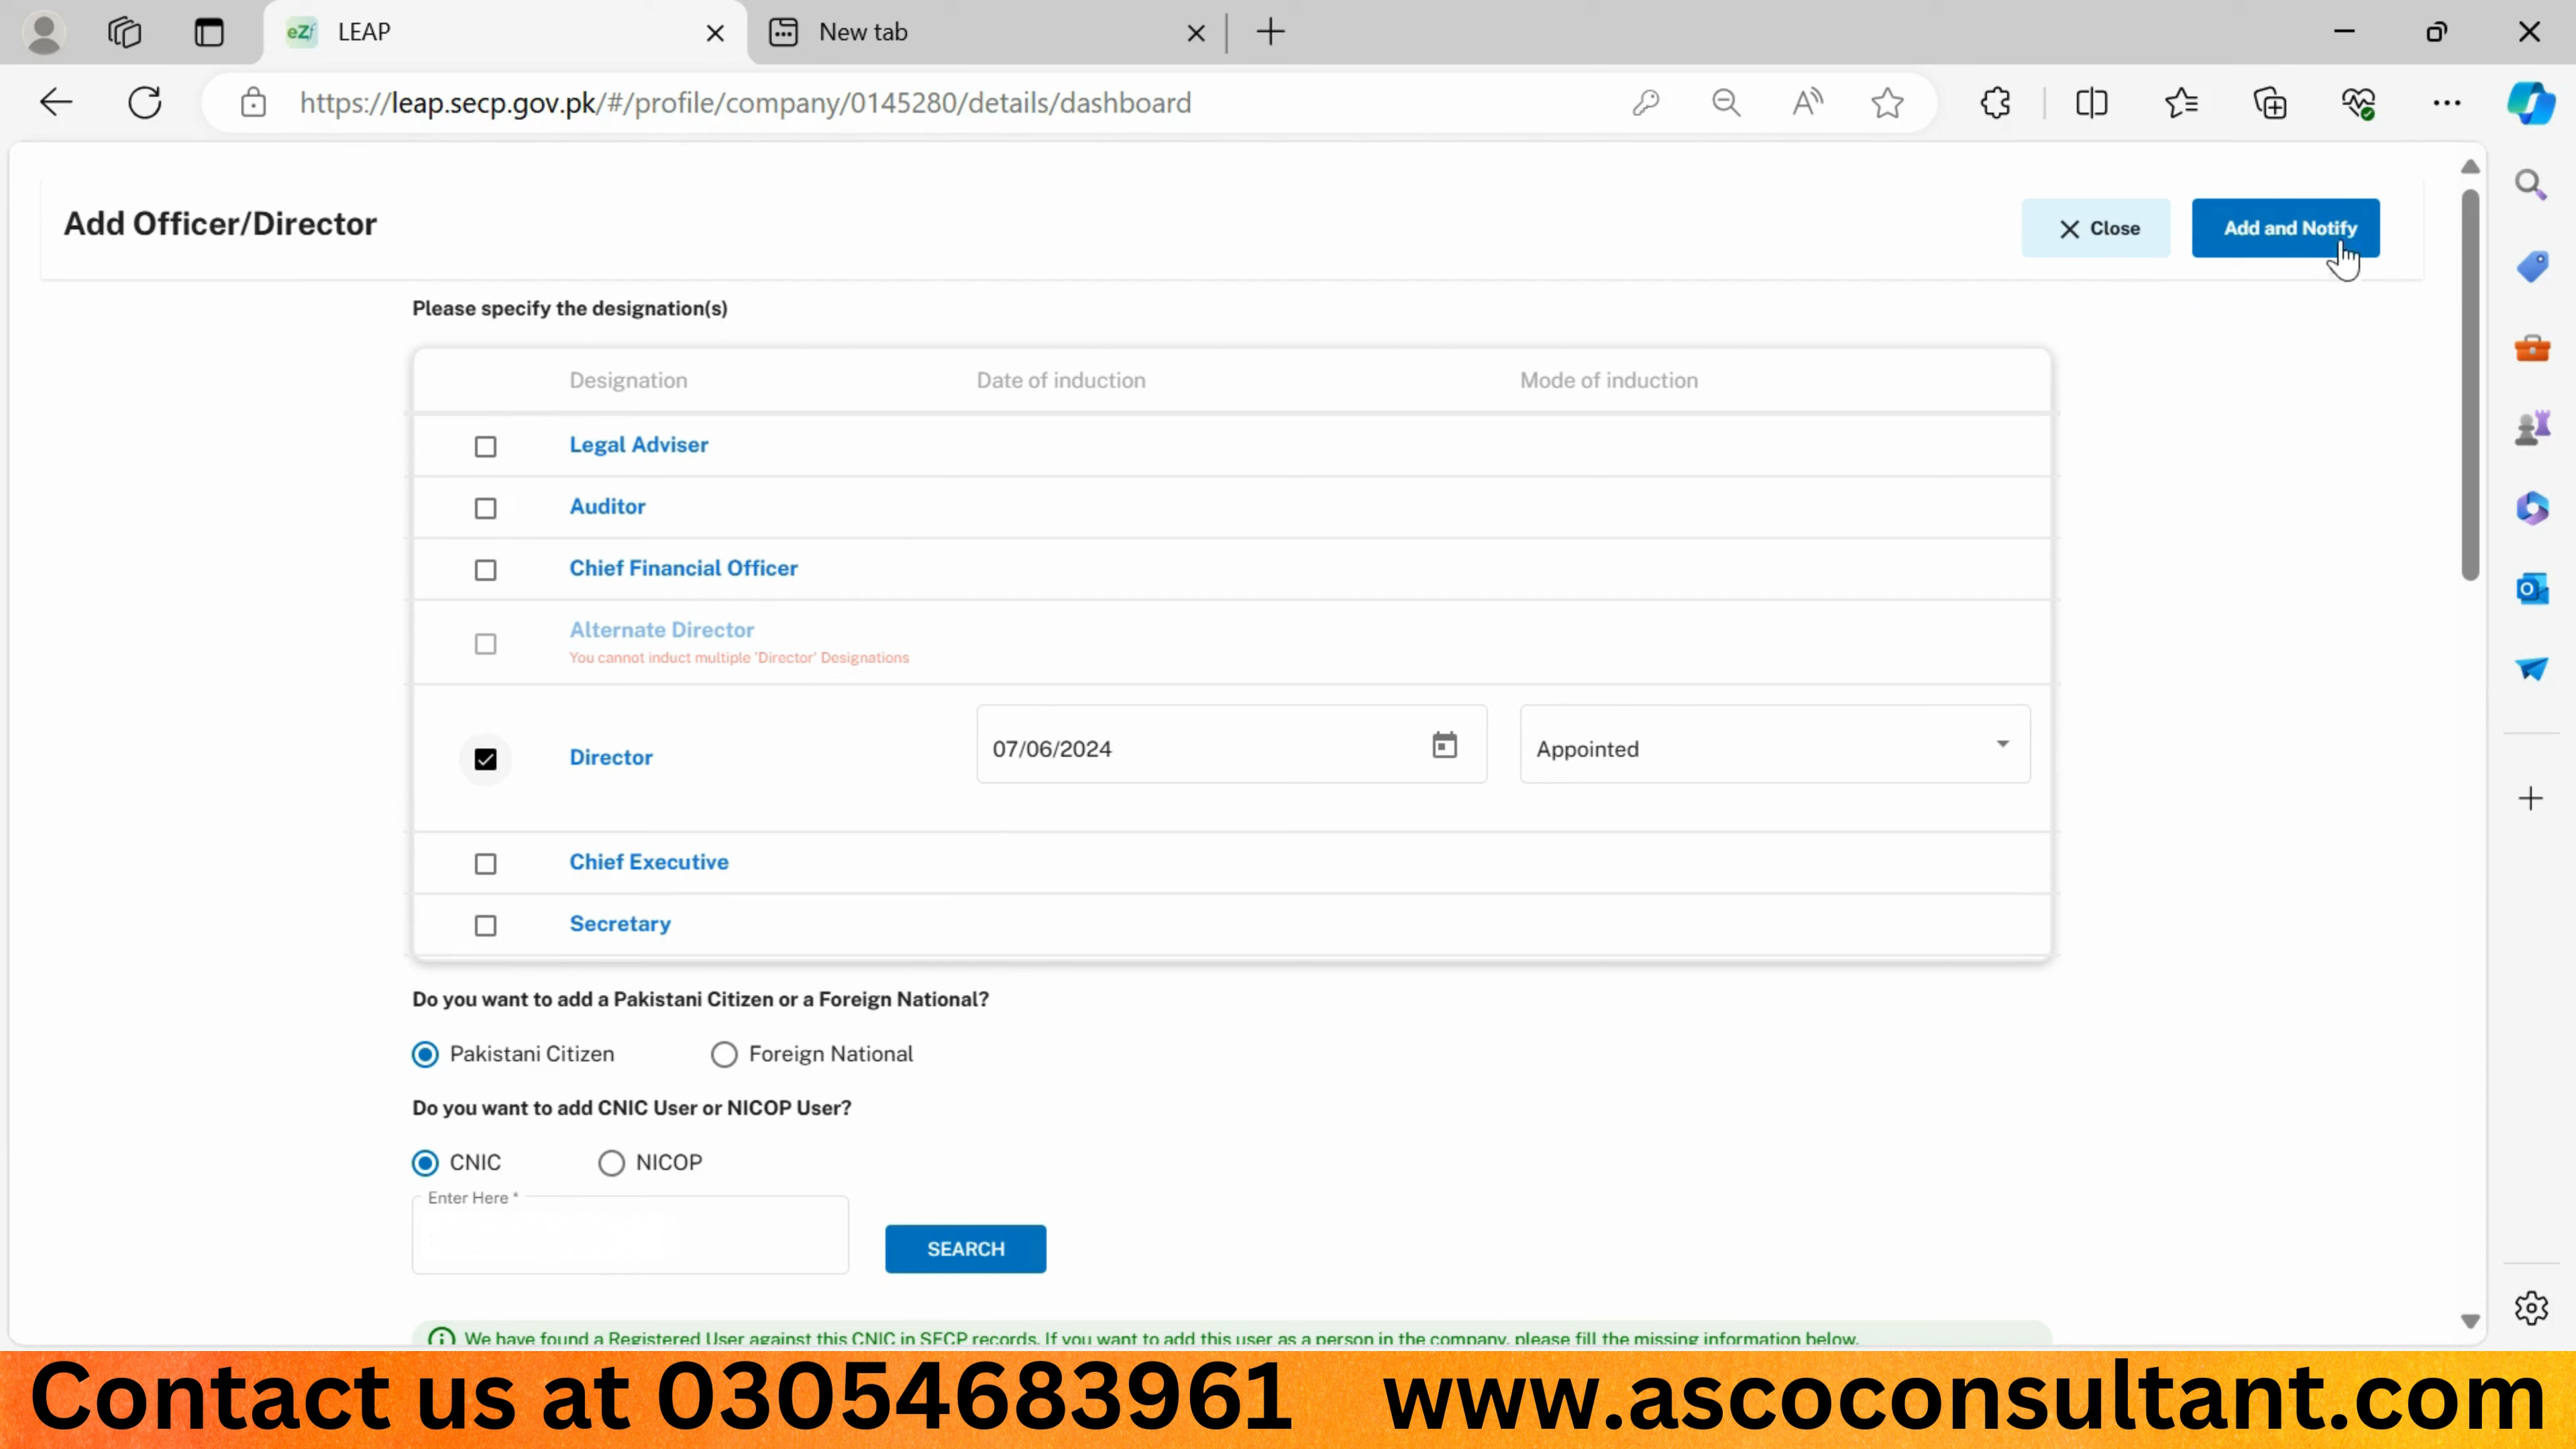 LEAP
New tab
https://leap.secp.gov.pk/#/profile/company/0145280/details/dashboard
Add Officer/Director
Close
Add and Notify
Please specify the designation(s)
Designation Date of induction Mode of induction
Legal Adviser
Auditor
Chief Financial Officer
Alternate Director
You cannot induct multiple 'Director' Designations
Director 07/06/2024 Appointed
Chief Executive
Secretary
Do you want to add a Pakistani Citizen or a Foreign National?
Pakistani Citizen Foreign National
Do you want to add CNIC User or NICOP User?
CNIC NICOP
Enter Here *
SEARCH
We have found a Registered User against this CNIC in SECP records. If you want to add this user as a person in the company, please fill the missing information below.
Contact us at 03054683961 www.ascoconsultant.com